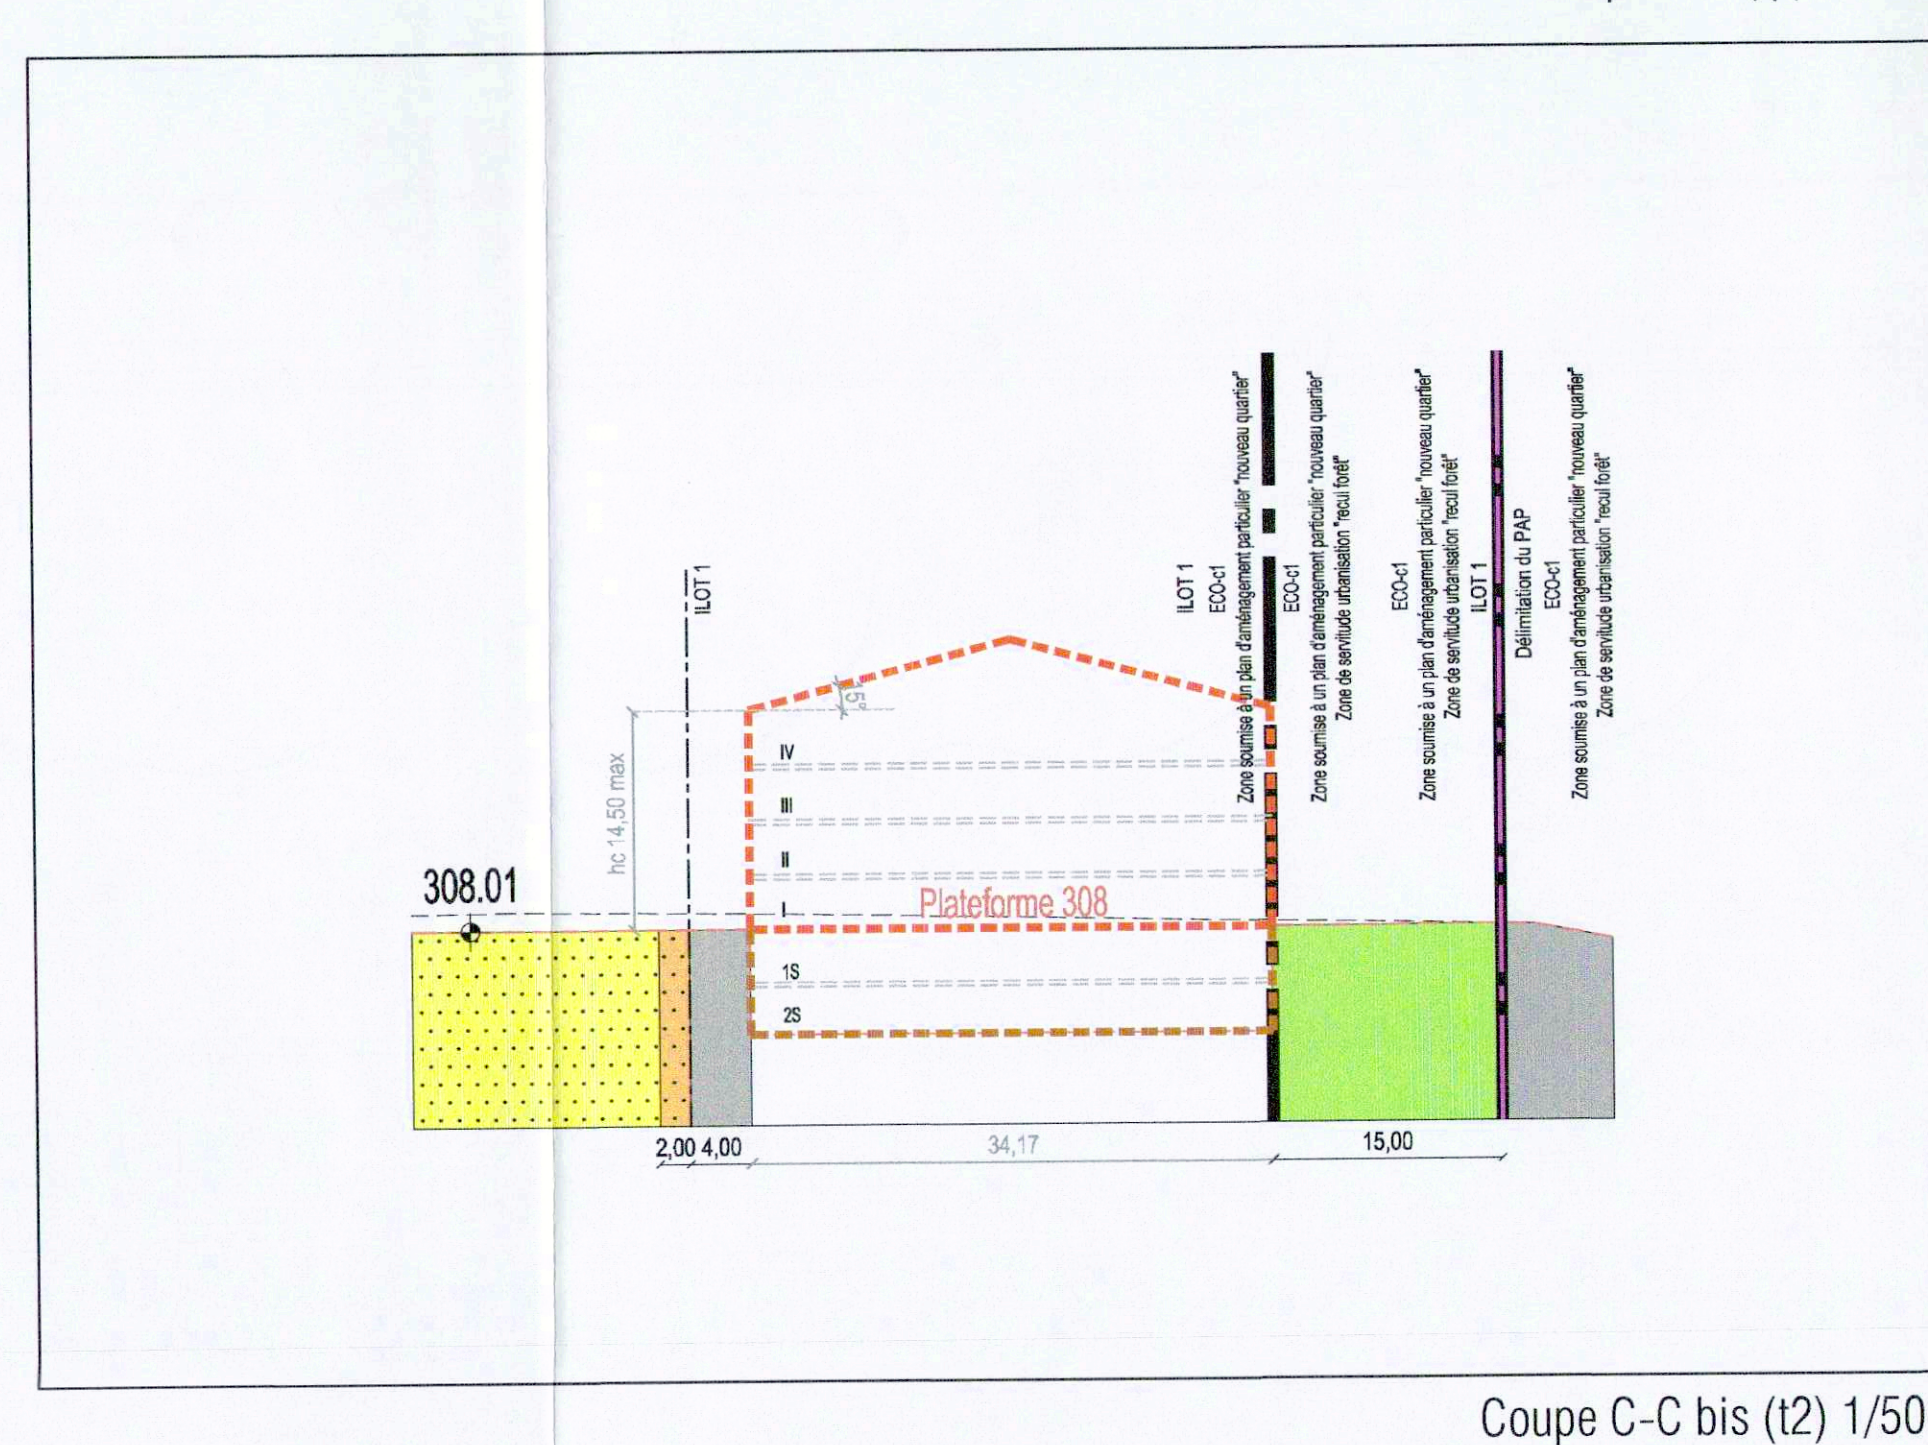 ILOT 1
ILOT 1
ECO-c1
Zone soumise à un plan d'aménagement particulier "nouveau quartier"
ECO-c1
Zone soumise à un plan d'aménagement particulier "nouveau quartier"
Zone de servitude urbanisation "recul forêt"
ECO-c1
Zone soumise à un plan d'aménagement particulier "nouveau quartier"
Zone de servitude urbanisation "recul forêt"
ILOT 1
Délimitation du PAP
ECO-c1
Zone soumise à un plan d'aménagement particulier "nouveau quartier"
Zone de servitude urbanisation "recul forêt"
hc 14,50 max
IV
III
II
I
308.01
Plateforme 308
1S
2S
2,00 4,00
34,17
15,00
Coupe C-C bis (t2) 1/50